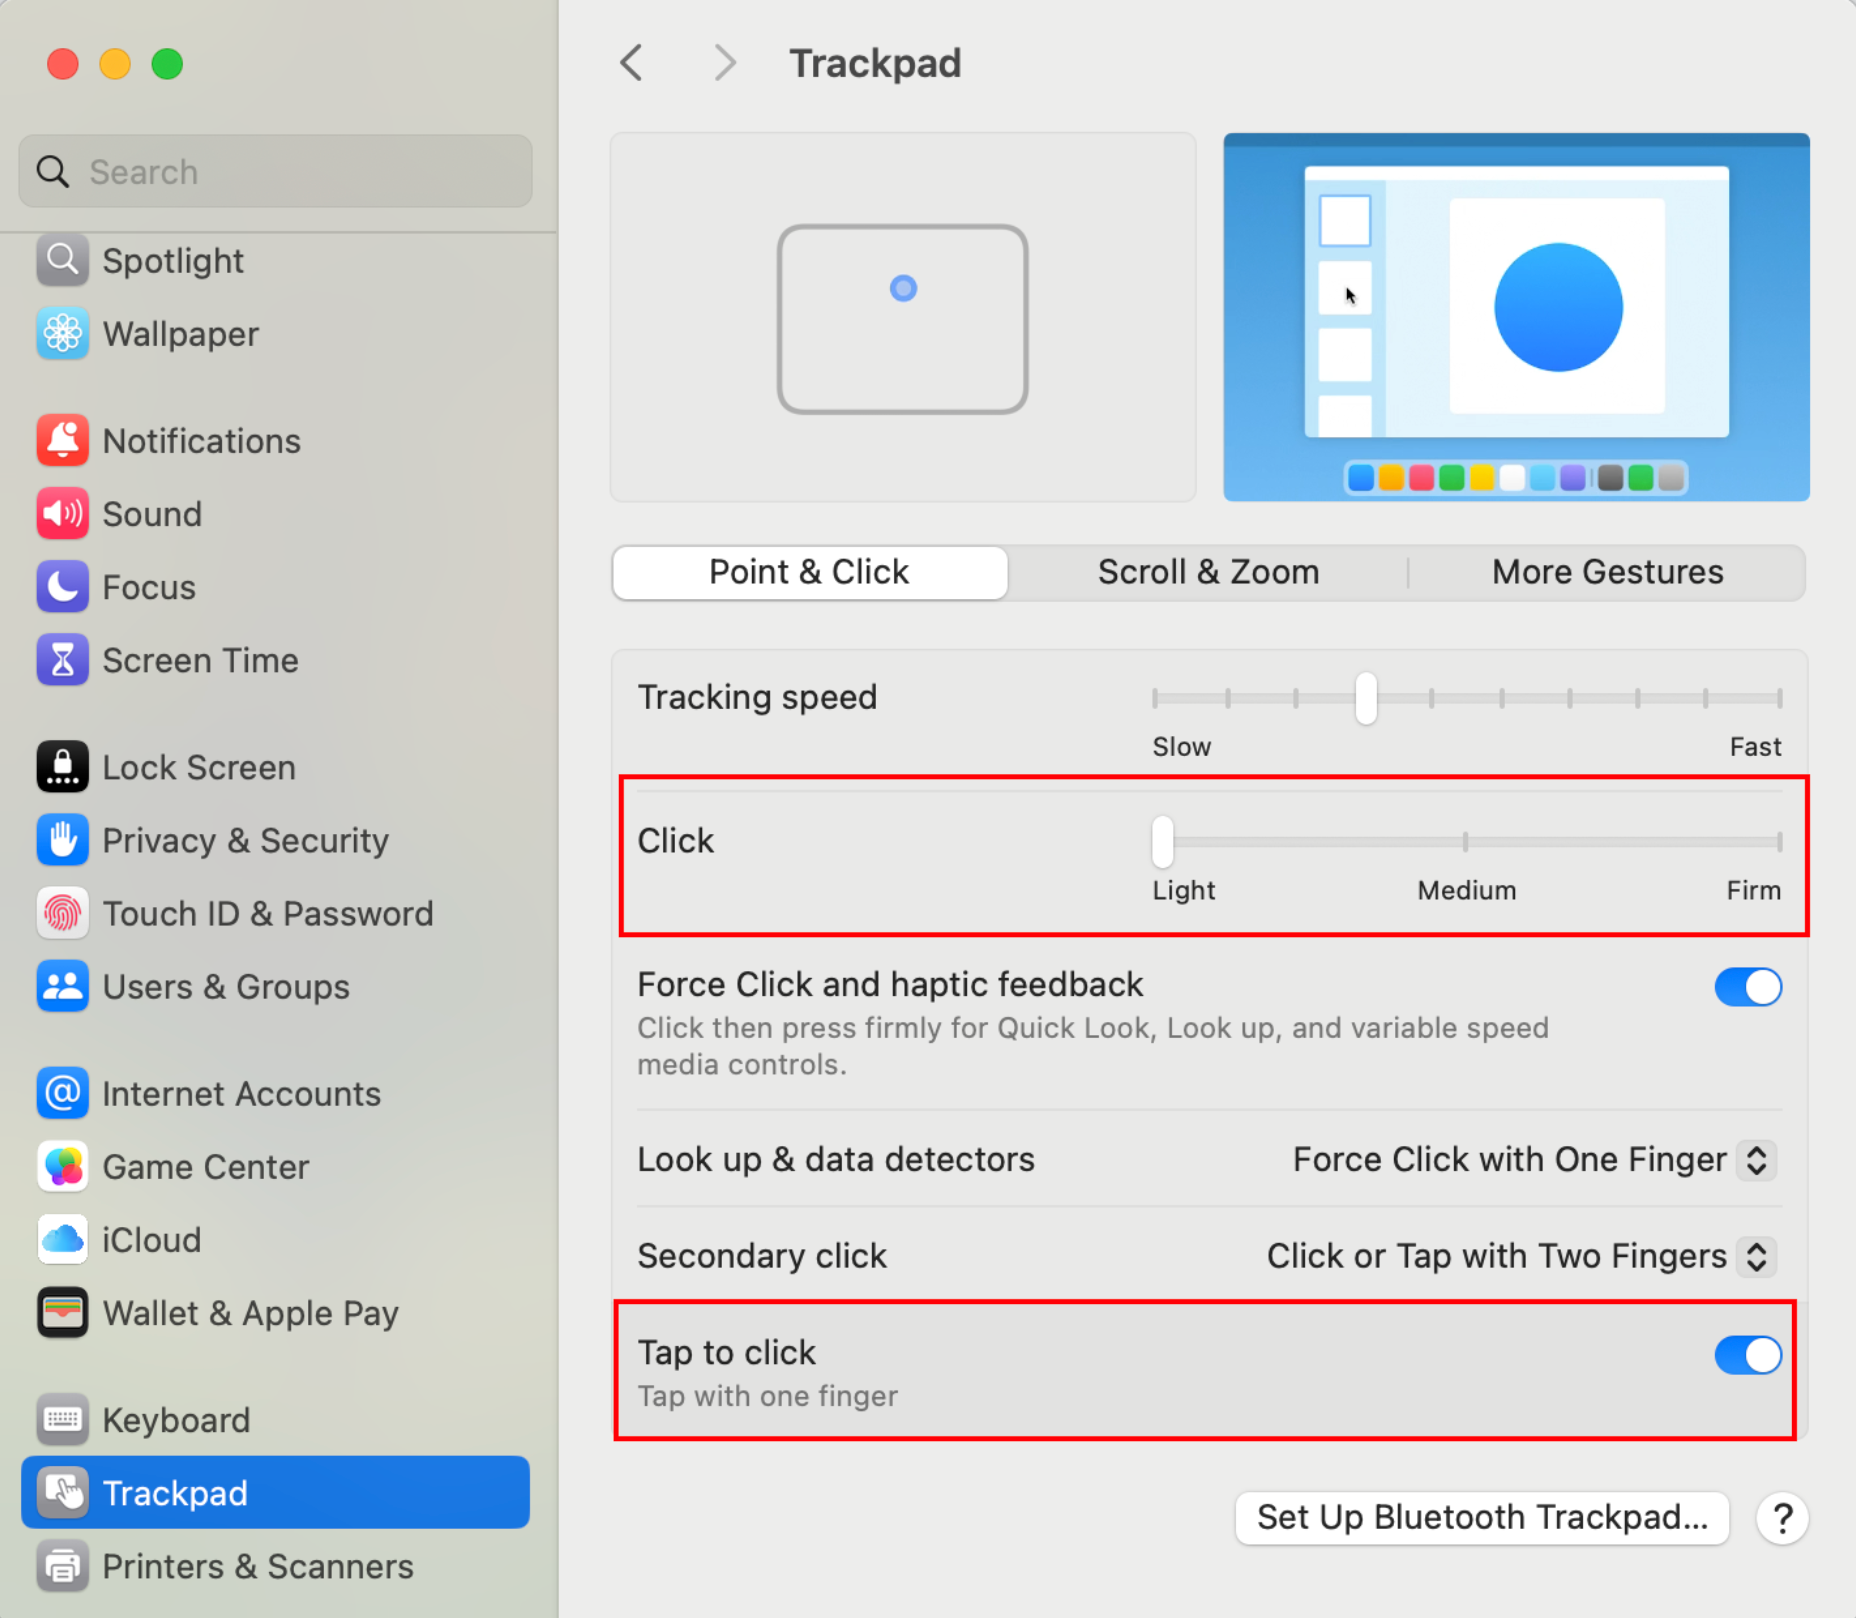 Trackpad
Search
Spotlight
Wallpaper
Notifications
Sound
Focus
Screen Time
Lock Screen
Privacy & Security
Touch ID & Password
Users & Groups
Internet Accounts
Game Center
iCloud
Wallet & Apple Pay
Keyboard
Trackpad
Printers & Scanners
Point & Click
Scroll & Zoom
More Gestures
Tracking speed
Slow
Fast
Click
Light
Medium
Firm
Force Click and haptic feedback
Click then press firmly for Quick Look, Look up, and variable speed
media controls.
Look up & data detectors
Force Click with One Finger
Secondary click
Click or Tap with Two Fingers
Tap to click
Tap with one finger
Set Up Bluetooth Trackpad...
?